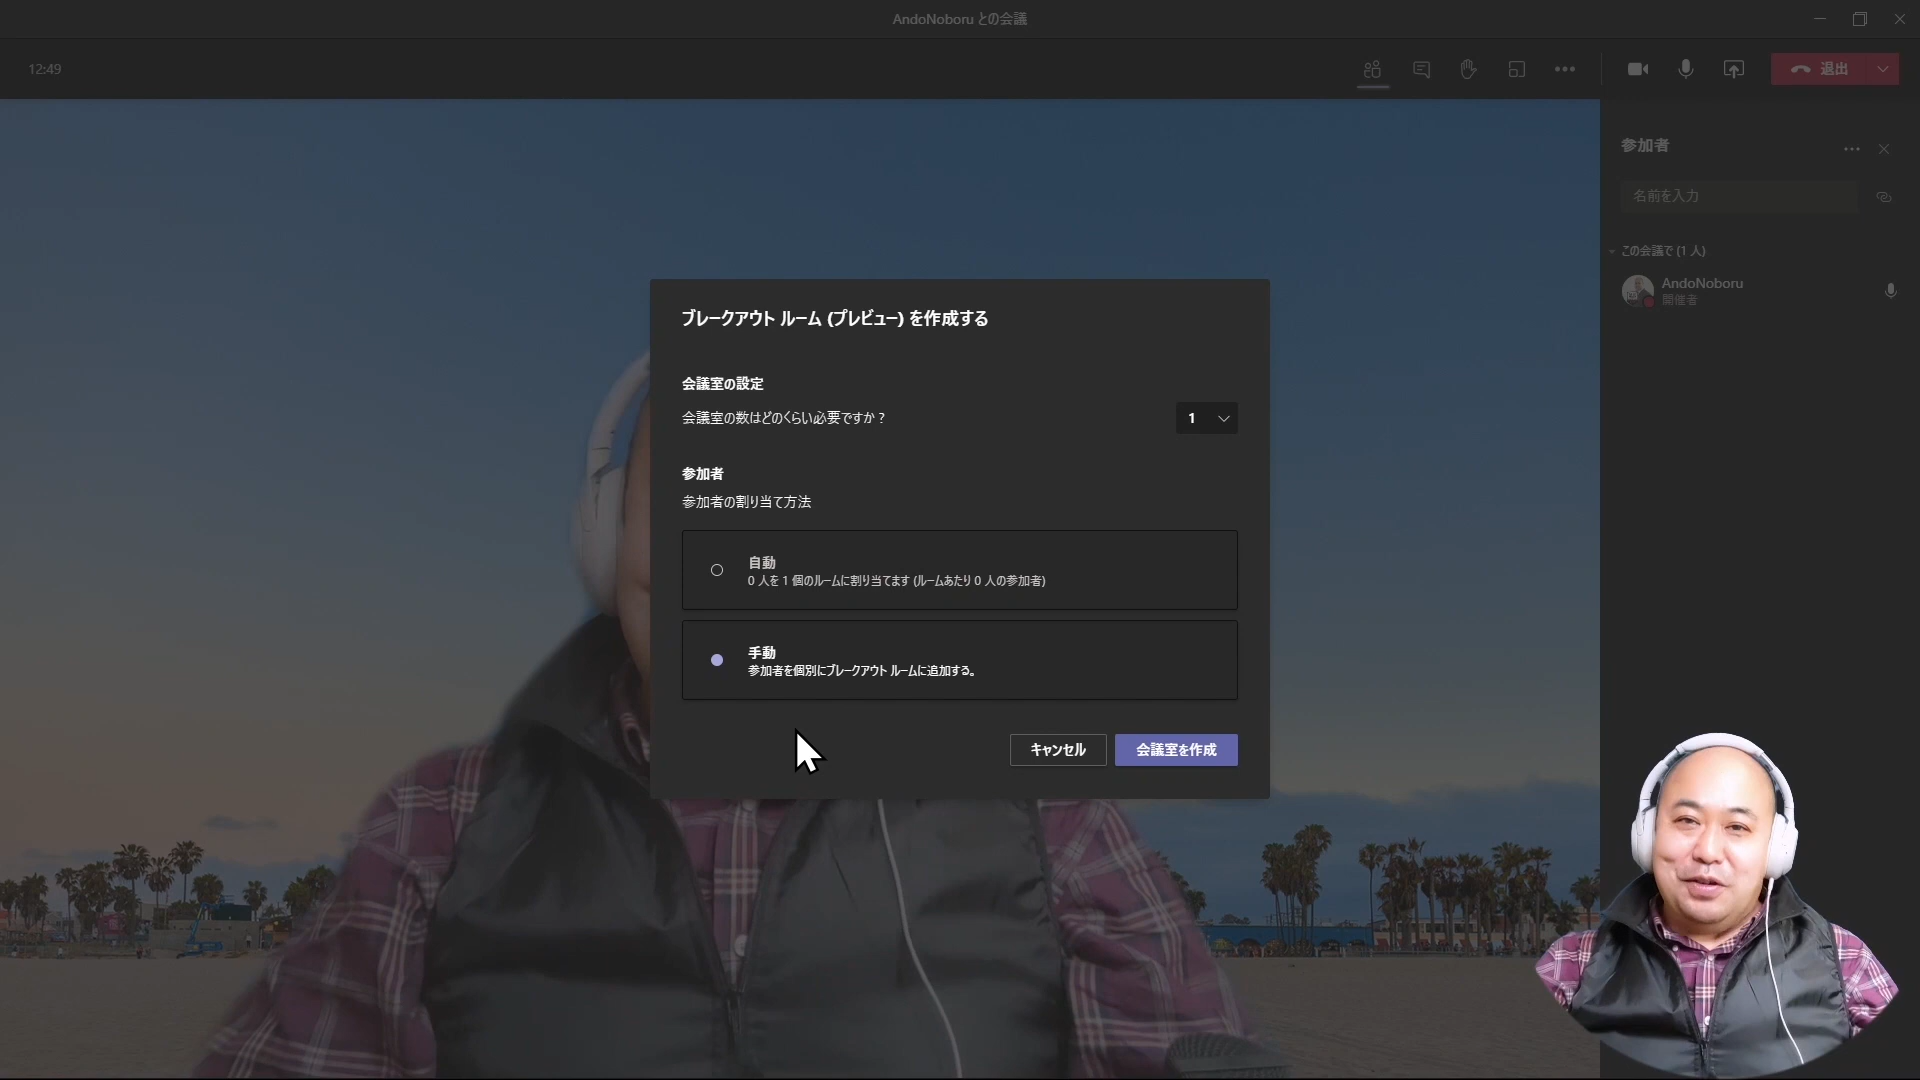 AndoNoboru との会議
12:49
退出
参加者
名前を入力
この会議で (1 人)
AndoNoboru
開催者
ブレークアウト ルーム (プレビュー) を作成する
会議室の設定
会議室の数はどのくらい必要ですか？
1
参加者
参加者の割り当て方法
自動
0 人を 1 個のルームに割り当てます (ルームあたり 0 人の参加者)
手動
参加者を個別にブレークアウト ルームに追加する。
キャンセル
会議室を作成